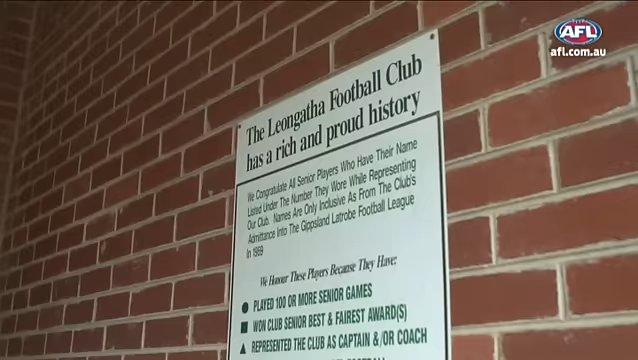 AFL
afl.com.au
The Leongatha Football Club
has a rich and proud history
We Congratulate All Senior Players Who Have Their Name
Listed Under The Number They Wore While Representing
Our Club. Names Are Only Inclusive As From The Club's
Admittance Into The Gippsland Latrobe Football League
In 1969
We Honour These Players Because They Have:
● PLAYED 100 OR MORE SENIOR GAMES
■ WON CLUB SENIOR BEST & FAIREST AWARD(S)
▲ REPRESENTED THE CLUB AS CAPTAIN &/OR COACH
FOOTBALL